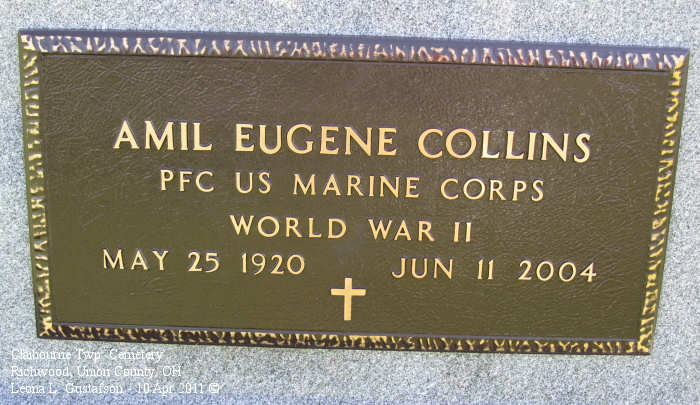 AMIL EUGENE COLLINS
PFC US MARINE CORPS
WORLD WAR II
MAY 25 1920 JUN 11 2004
Claibourne Twp. Cemetery
Richwood, Union County, OH
Leona L. Gustafson - 10 Apr 2011 ©